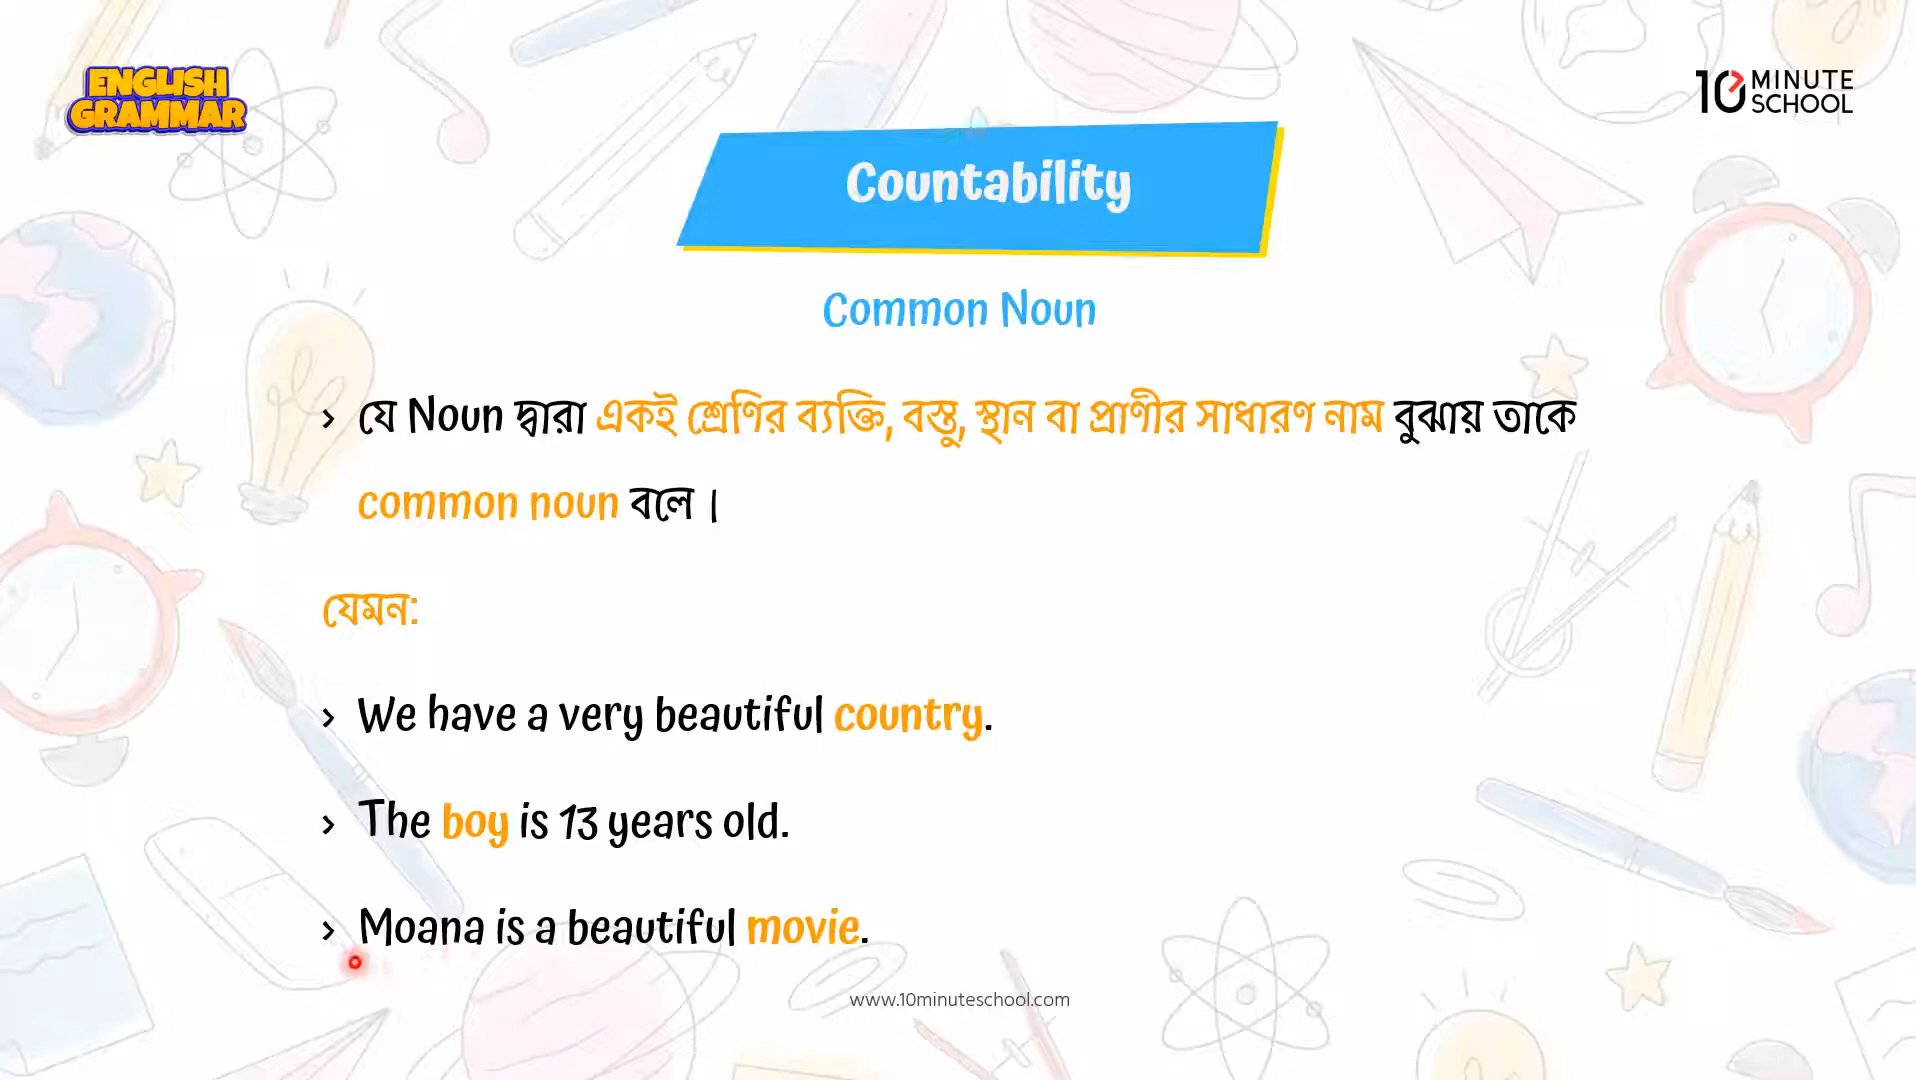 ENGLISH
GRAMMAR
10 MINUTE
SCHOOL
Countability
Common Noun
› যে Noun দ্বারা একই শ্রেণির ব্যক্তি, বস্তু, স্থান বা প্রাণীর সাধারণ নাম বুঝায় তাকে
common noun বলে ।
যেমন:
› We have a very beautiful country.
› The boy is 13 years old.
› Moana is a beautiful movie.
www.10minuteschool.com